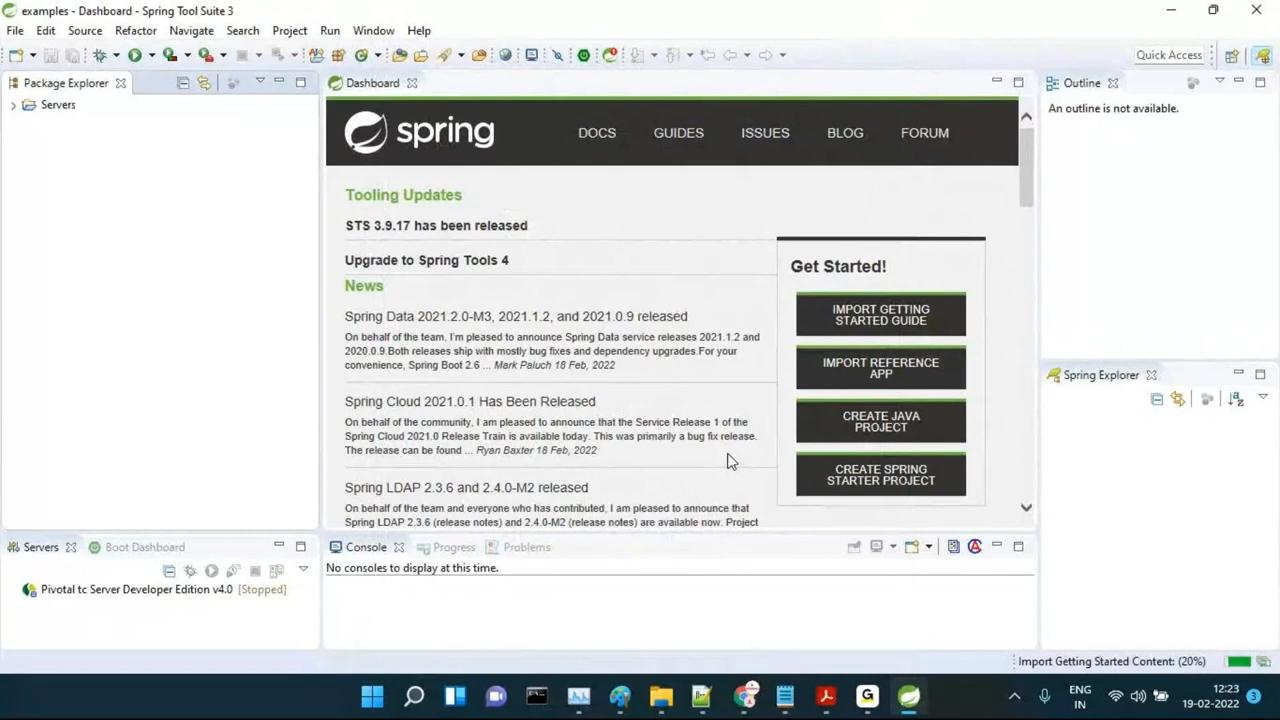 examples - Dashboard - Spring Tool Suite 3
File Edit Source Refactor Navigate Search Project Run Window Help
Quick Access
Package Explorer
Servers
Dashboard
spring
DOCS GUIDES ISSUES BLOG FORUM
Tooling Updates
STS 3.9.17 has been released
Upgrade to Spring Tools 4
News
Spring Data 2021.2.0-M3, 2021.1.2, and 2021.0.9 released
On behalf of the team, I'm pleased to announce Spring Data service releases 2021.1.2 and
2020.0.9.Both releases ship with mostly bug fixes and dependency upgrades.For your
convenience, Spring Boot 2.6 ... Mark Paluch 18 Feb, 2022
Spring Cloud 2021.0.1 Has Been Released
On behalf of the community, I am pleased to announce that the Service Release 1 of the
Spring Cloud 2021.0 Release Train is available today. This was primarily a bug fix release.
The release can be found ... Ryan Baxter 18 Feb, 2022
Spring LDAP 2.3.6 and 2.4.0-M2 released
On behalf of the team and everyone who has contributed, I am pleased to announce that
Spring LDAP 2.3.6 (release notes) and 2.4.0-M2 (release notes) are available now. Project
Get Started!
IMPORT GETTING
STARTED GUIDE
IMPORT REFERENCE
APP
CREATE JAVA
PROJECT
CREATE SPRING
STARTER PROJECT
Outline
An outline is not available.
Spring Explorer
Servers Boot Dashboard
Pivotal tc Server Developer Edition v4.0 [Stopped]
Console Progress Problems
No consoles to display at this time.
Import Getting Started Content: (20%)
ENG
IN
12:23
19-02-2022
3